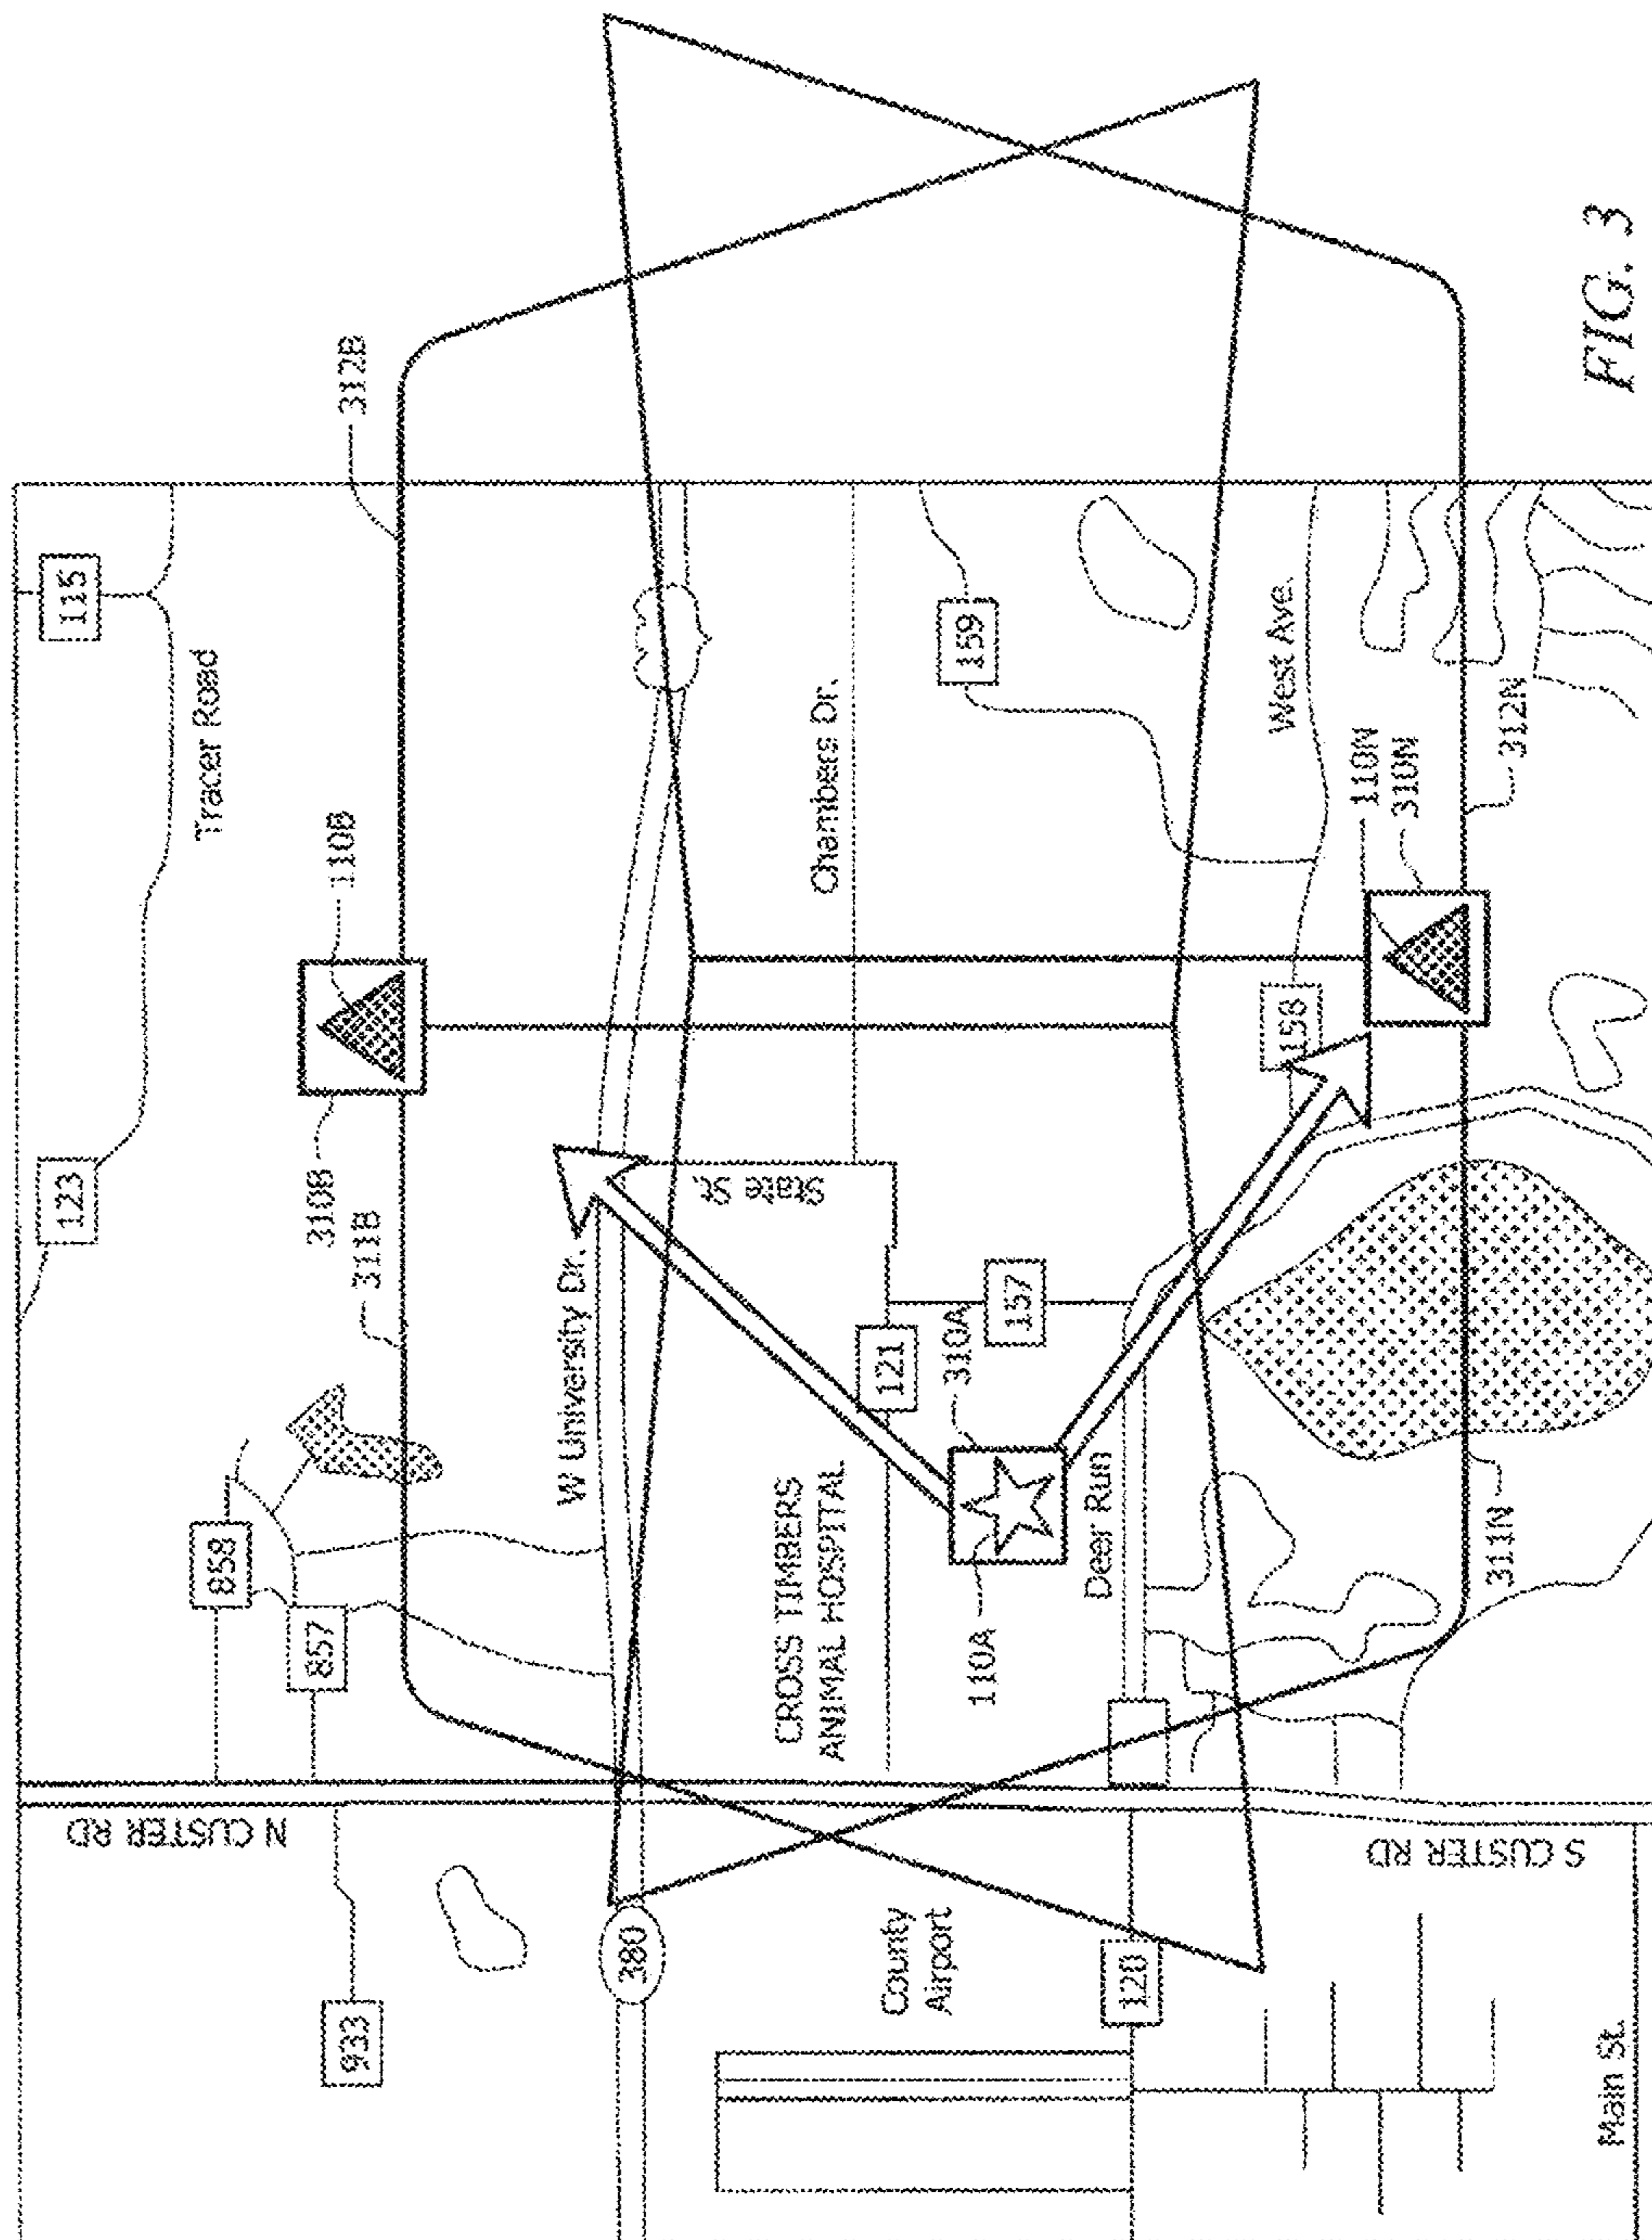 115
Tracer Road
123
110B
310B
311B
312B
858
857
933
N CUSTER RD
W University Dr.
380
State St.
Chambers Dr.
CROSS TIMBERS
ANIMAL HOSPITAL
121
310A
157
110A
159
County
Airport
Deer Run
120
West Ave.
158
110N
310N
312N
311N
S CUSTER RD
Main St.
FIG. 3